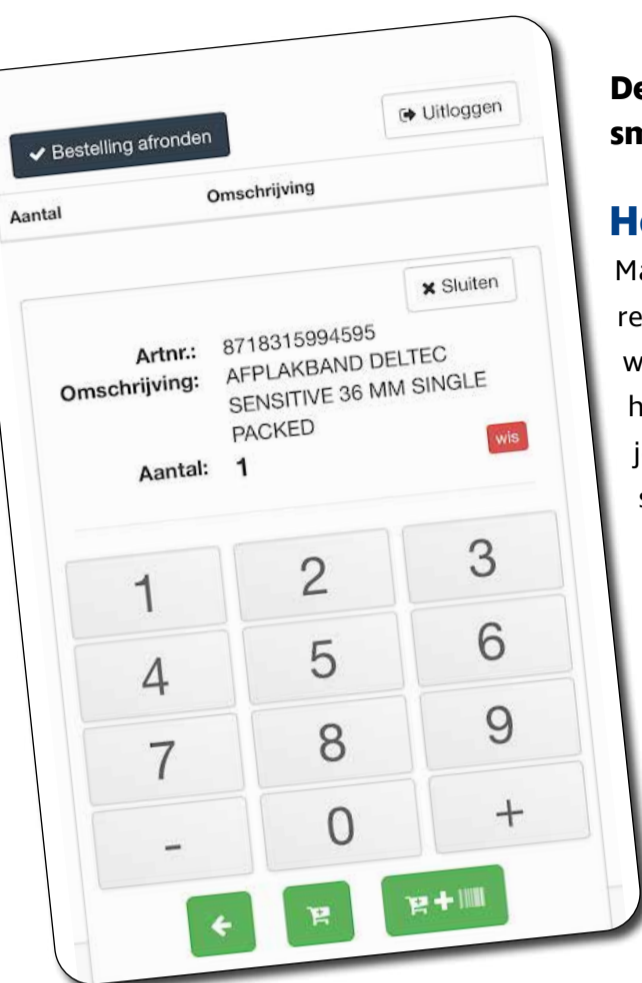 Bestelling afronden
Uitloggen
Aantal Omschrijving
Sluiten
Artnr.: 8718315994595
Omschrijving: AFPLAKBAND DELTEC
SENSITIVE 36 MM SINGLE
PACKED
Aantal: 1
wis
1 2 3
4 5 6
7 8 9
- 0 +